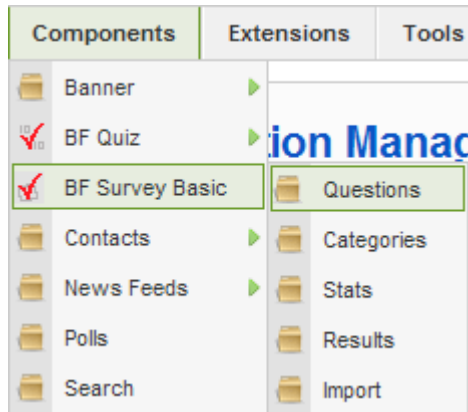 Components Extensions Tools
Banner
BF Quiz
BF Survey Basic
Contacts
News Feeds
Polls
Search
ion Manag
Questions
Categories
Stats
Results
Import